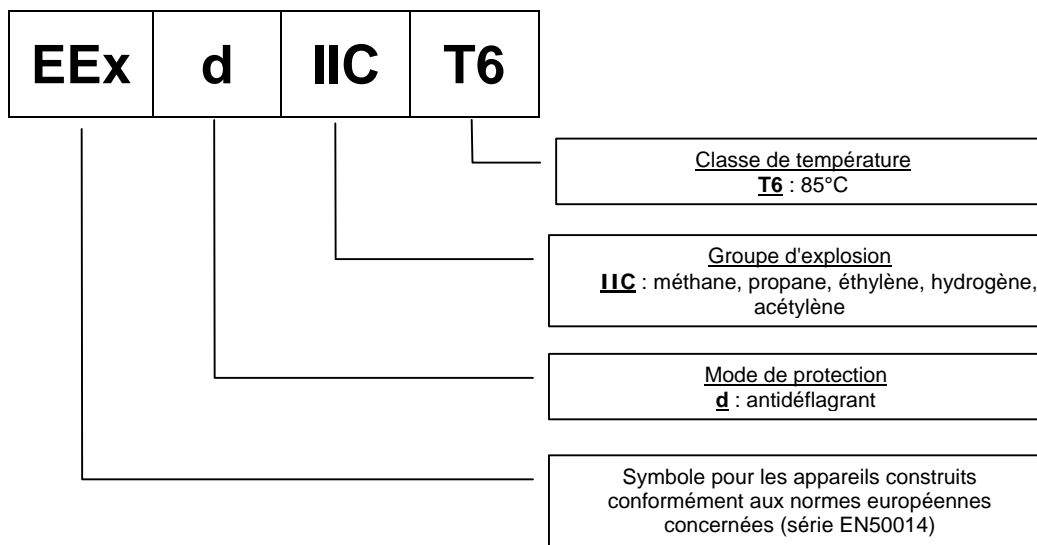 EEx d IIC T6
Classe de température
T6 : 85°C
Groupe d'explosion
IIC : méthane, propane, éthylène, hydrogène,
acétylène
Mode de protection
d : antidéflagrant
Symbole pour les appareils construits
conformément aux normes européennes
concernées (série EN50014)